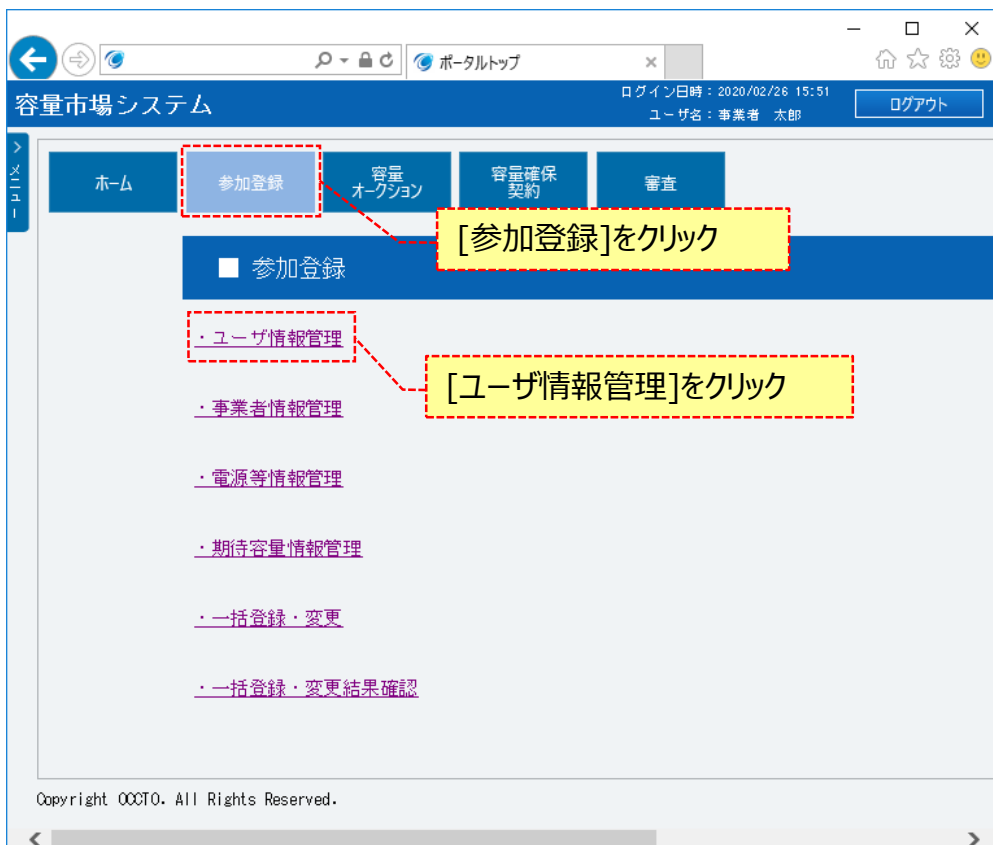 ポータルトップ
容量市場システム
ログイン日時：2020/02/26 15:51
ユーザ名：事業者 太郎
ログアウト
メニュー
ホーム
参加登録
容量
オークション
容量確保
契約
審査
[参加登録]をクリック
■ 参加登録
・ユーザ情報管理
[ユーザ情報管理]をクリック
・事業者情報管理
・電源等情報管理
・期待容量情報管理
・一括登録・変更
・一括登録・変更結果確認
Copyright OCCTO. All Rights Reserved.